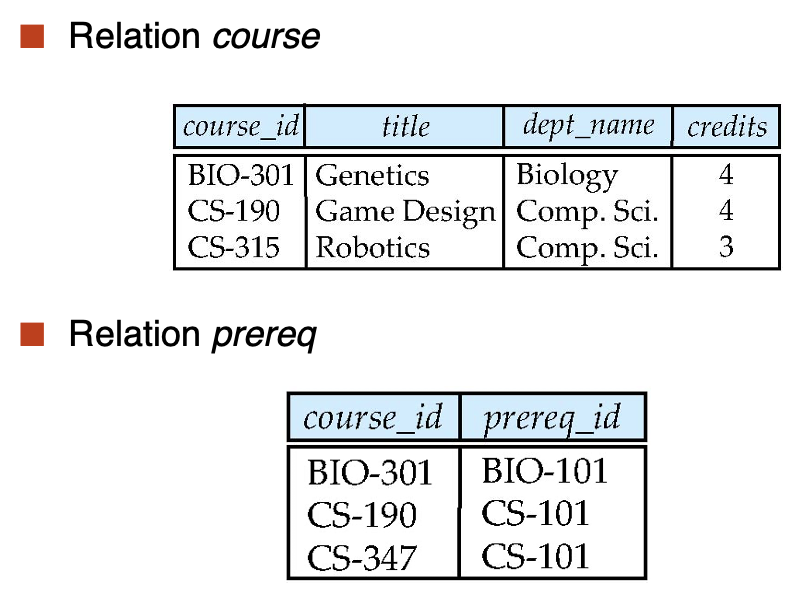 Relation course
course_id title dept_name credits
BIO-301 Genetics Biology 4
CS-190 Game Design Comp. Sci. 4
CS-315 Robotics Comp. Sci. 3
Relation prereq
course_id prereq_id
BIO-301 BIO-101
CS-190 CS-101
CS-347 CS-101